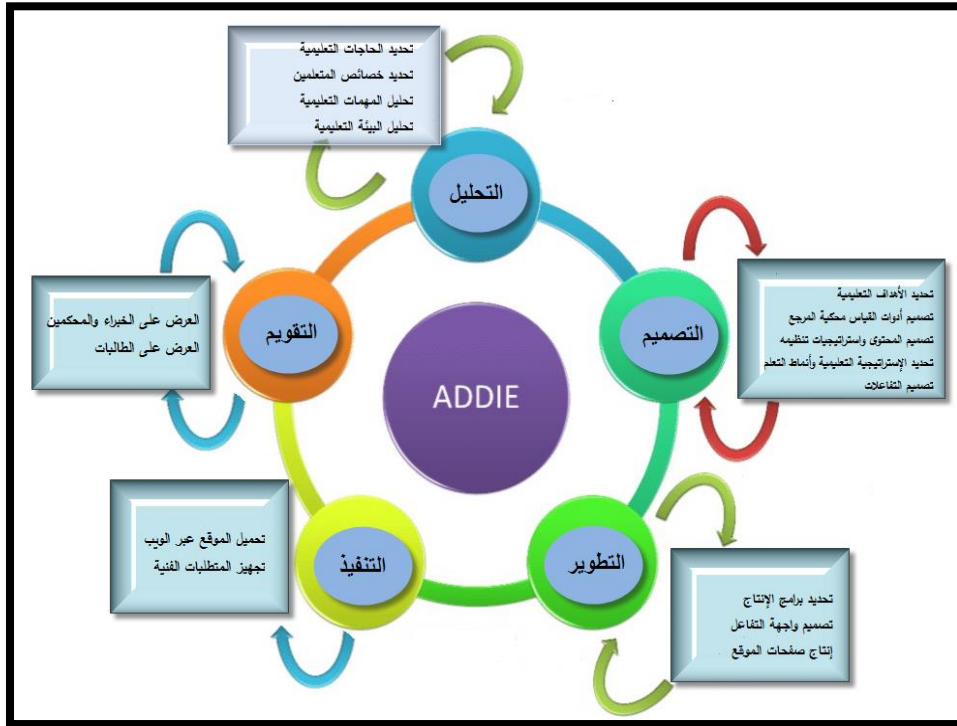 تحديد الحاجات التعليمية
تحديد خصائص المتعلمين
تحليل المهمات التعليمية
تحليل البيئة التعليمية
التحليل
تحديد الأهداف التعليمية
تصميم أدوات القياس محكية المرجع
تصميم المحتوى واستراتيجيات تنظيمه
تحديد الإستراتيجية التعليمية وأنماط التعلم
تصميم التفاعلات
التصميم
العرض على الخبراء والمحكمين
العرض على الطالبات
التقويم
ADDIE
تحميل الموقع عبر الويب
تجهيز المتطلبات الفنية
التنفيذ
التطوير
تحديد برامج الإنتاج
تصميم واجهة التفاعل
إنتاج صفحات الموقع